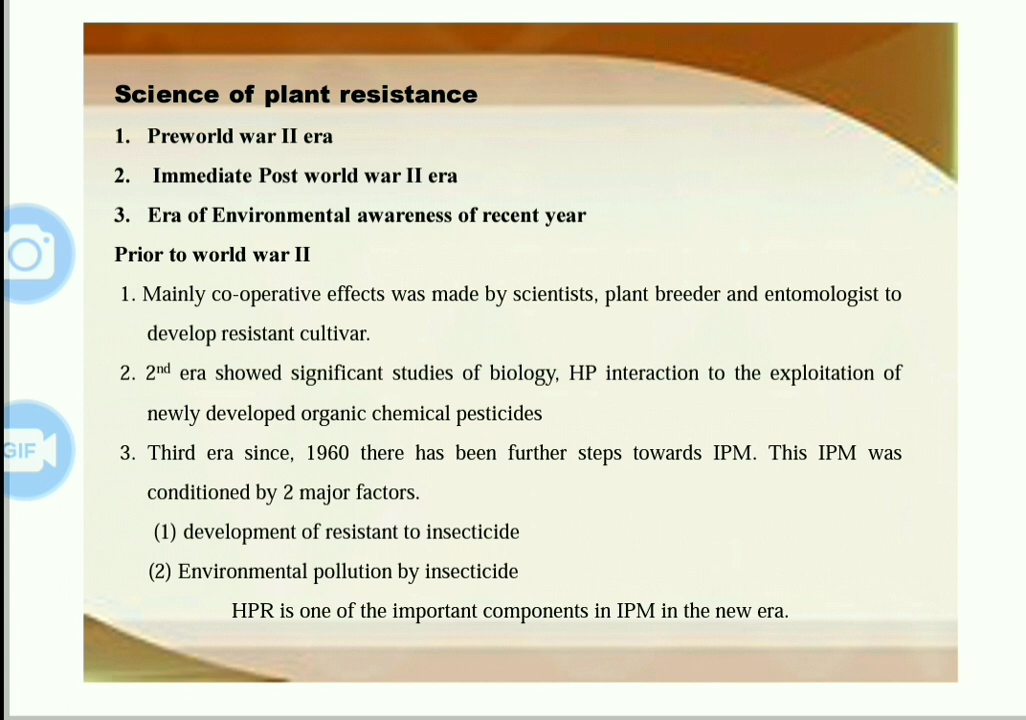 Science of plant resistance
1. Preworld war II era
2. Immediate Post world war II era
3. Era of Environmental awareness of recent year
Prior to world war II
1. Mainly co-operative effects was made by scientists, plant breeder and entomologist to
develop resistant cultivar.
2. 2nd era showed significant studies of biology, HP interaction to the exploitation of
newly developed organic chemical pesticides
3. Third era since, 1960 there has been further steps towards IPM. This IPM was
conditioned by 2 major factors.
(1) development of resistant to insecticide
(2) Environmental pollution by insecticide
HPR is one of the important components in IPM in the new era.
GIF